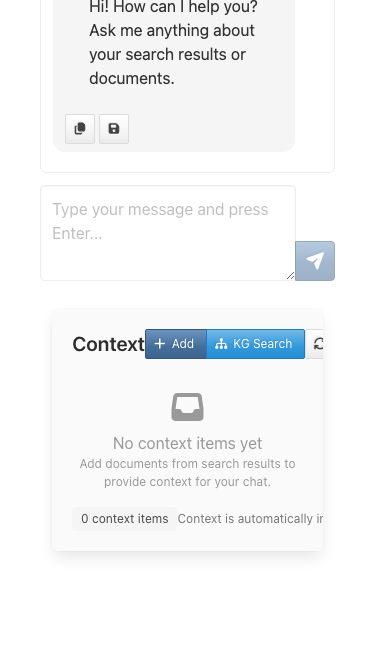 Hi! How can I help you?
Ask me anything about
your search results or
documents.
Type your message and press
Enter...
Context
Add
KG Search
No context items yet
Add documents from search results to
provide context for your chat.
0 context items
Context is automatically